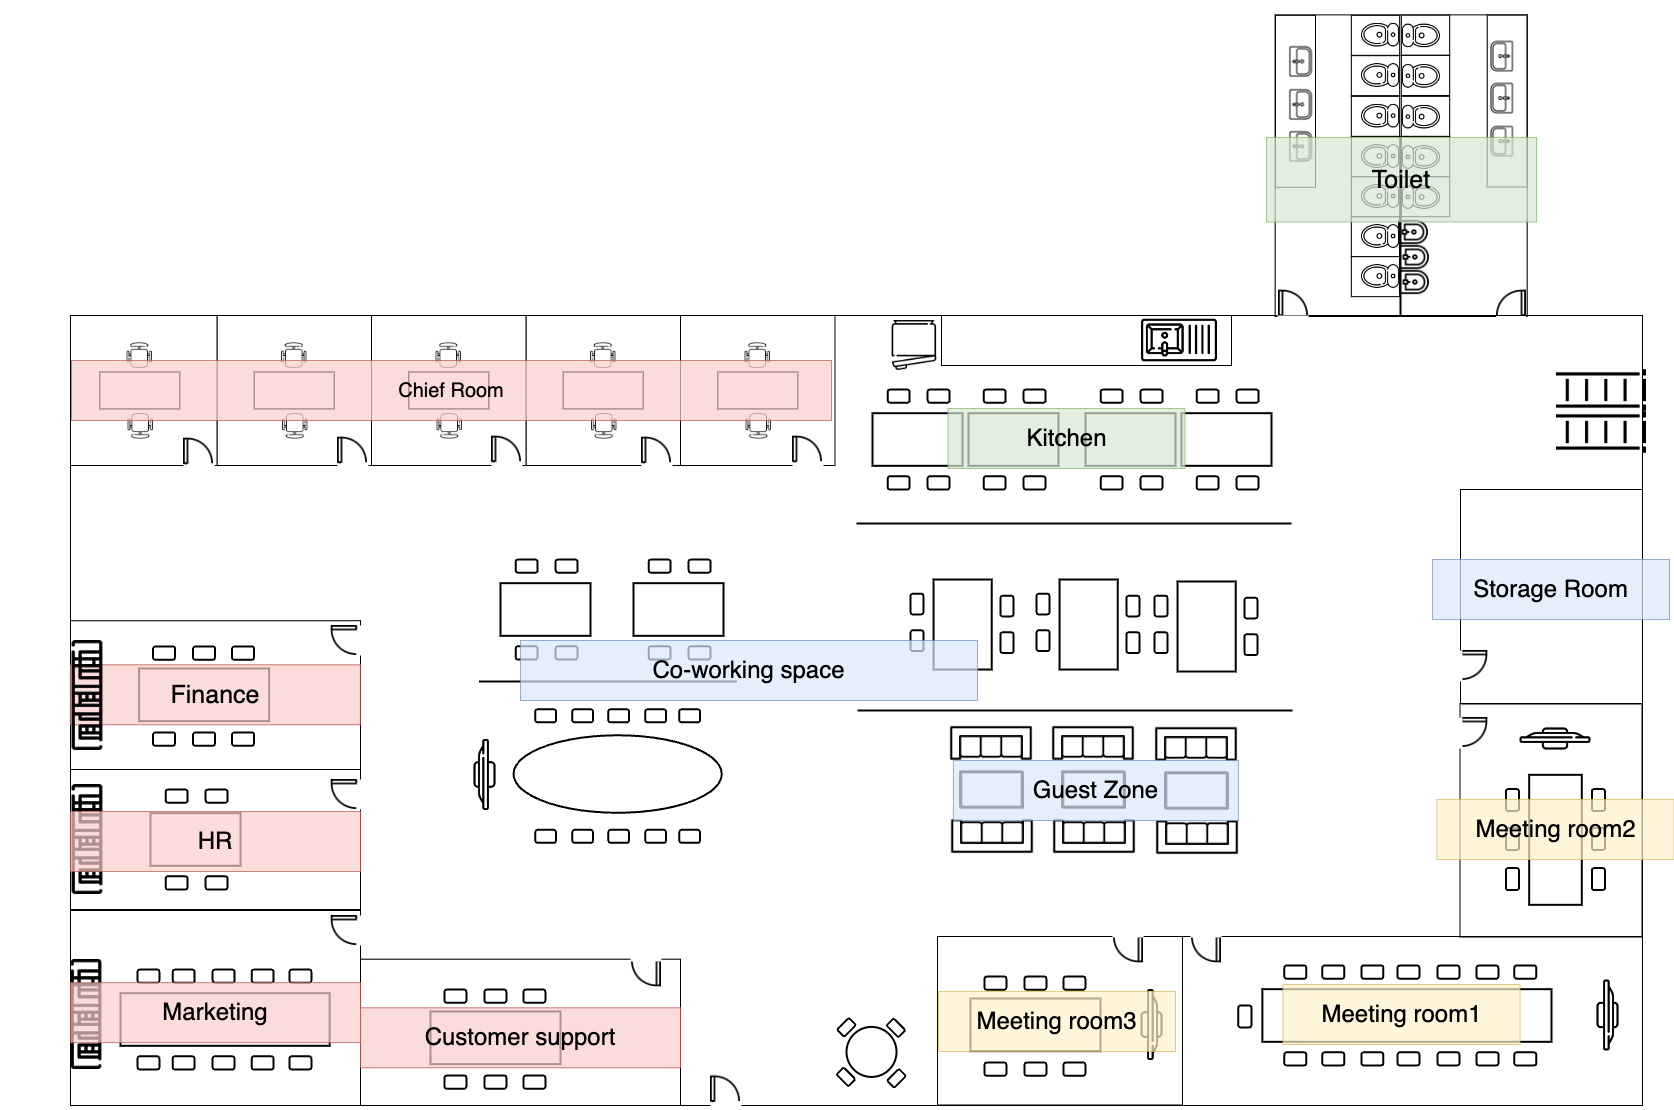 Toilet
Chief Room
Kitchen
Storage Room
Co-working space
Finance
Guest Zone
Meeting room2
HR
Marketing
Customer support
Meeting room3
Meeting room1